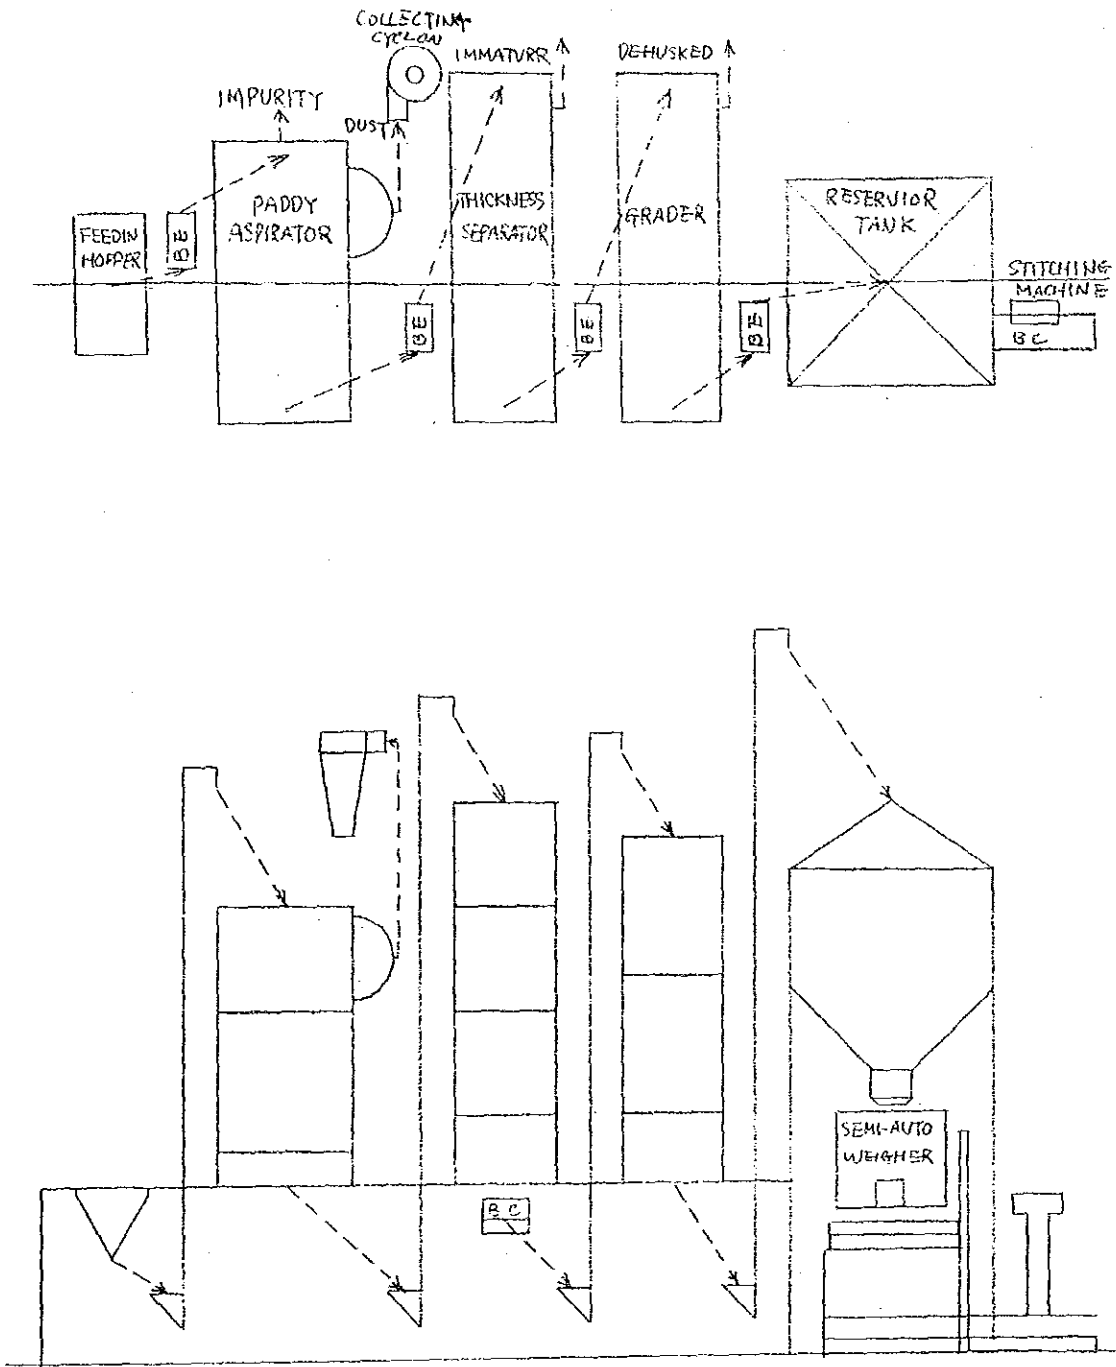 COLLECTING
CYCLON
IMMATURR
DEHUSKED
IMPURITY
DUST
PADDY
ASPIRATOR
THICKNESS
SEPARATOR
GRADER
RESERVIOR
TANK
FEEDIN
HOPPER
BE
BE
BE
BE
STITCHING
MACHINE
BC
BC
SEMI-AUTO
WEIGHER